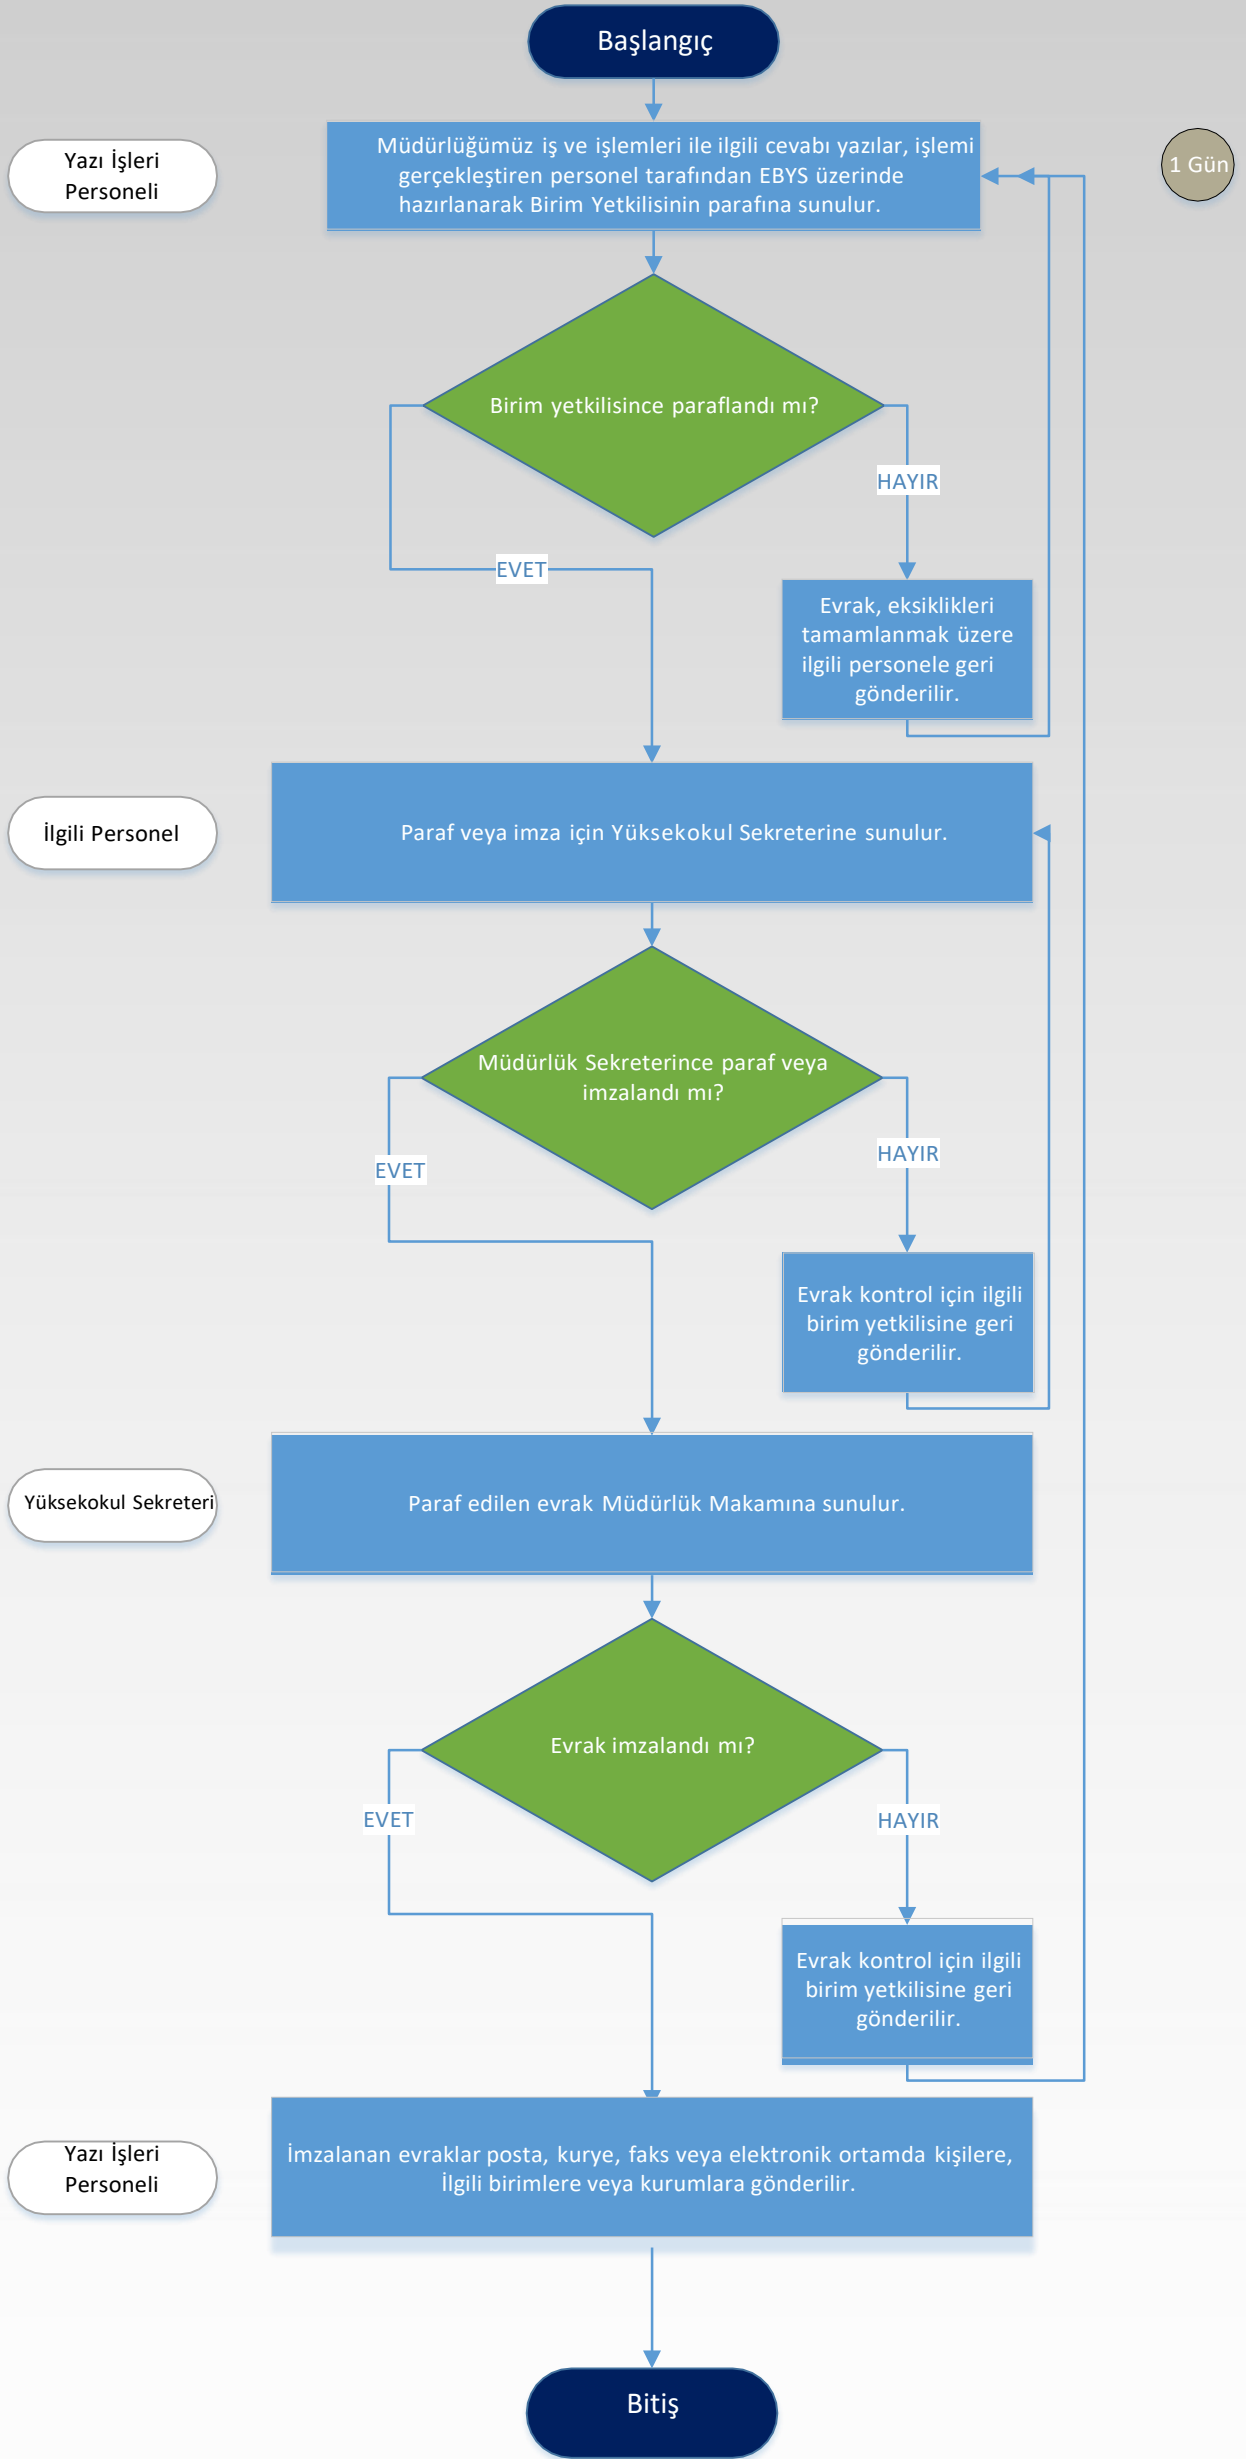 Başlangıç
Yazı İşleri
Personeli
Müdürlüğümüz iş ve işlemleri ile ilgili cevabı yazılar, işlemi
gerçekleştiren personel tarafından EBYS üzerinde
hazırlanarak Birim Yetkilisinin parafına sunulur.
1 Gün
Birim yetkilisince paraflandı mı?
HAYIR
EVET
Evrak, eksiklikleri
tamamlanmak üzere
ilgili personele geri
gönderilir.
İlgili Personel
Paraf veya imza için Yüksekokul Sekreterine sunulur.
Müdürlük Sekreterince paraf veya
imzalandı mı?
EVET
HAYIR
Evrak kontrol için ilgili
birim yetkilisine geri
gönderilir.
Yüksekokul Sekreteri
Paraf edilen evrak Müdürlük Makamına sunulur.
Evrak imzalandı mı?
EVET
HAYIR
Evrak kontrol için ilgili
birim yetkilisine geri
gönderilir.
Yazı İşleri
Personeli
İmzalanan evraklar posta, kurye, faks veya elektronik ortamda kişilere,
İlgili birimlere veya kurumlara gönderilir.
Bitiş